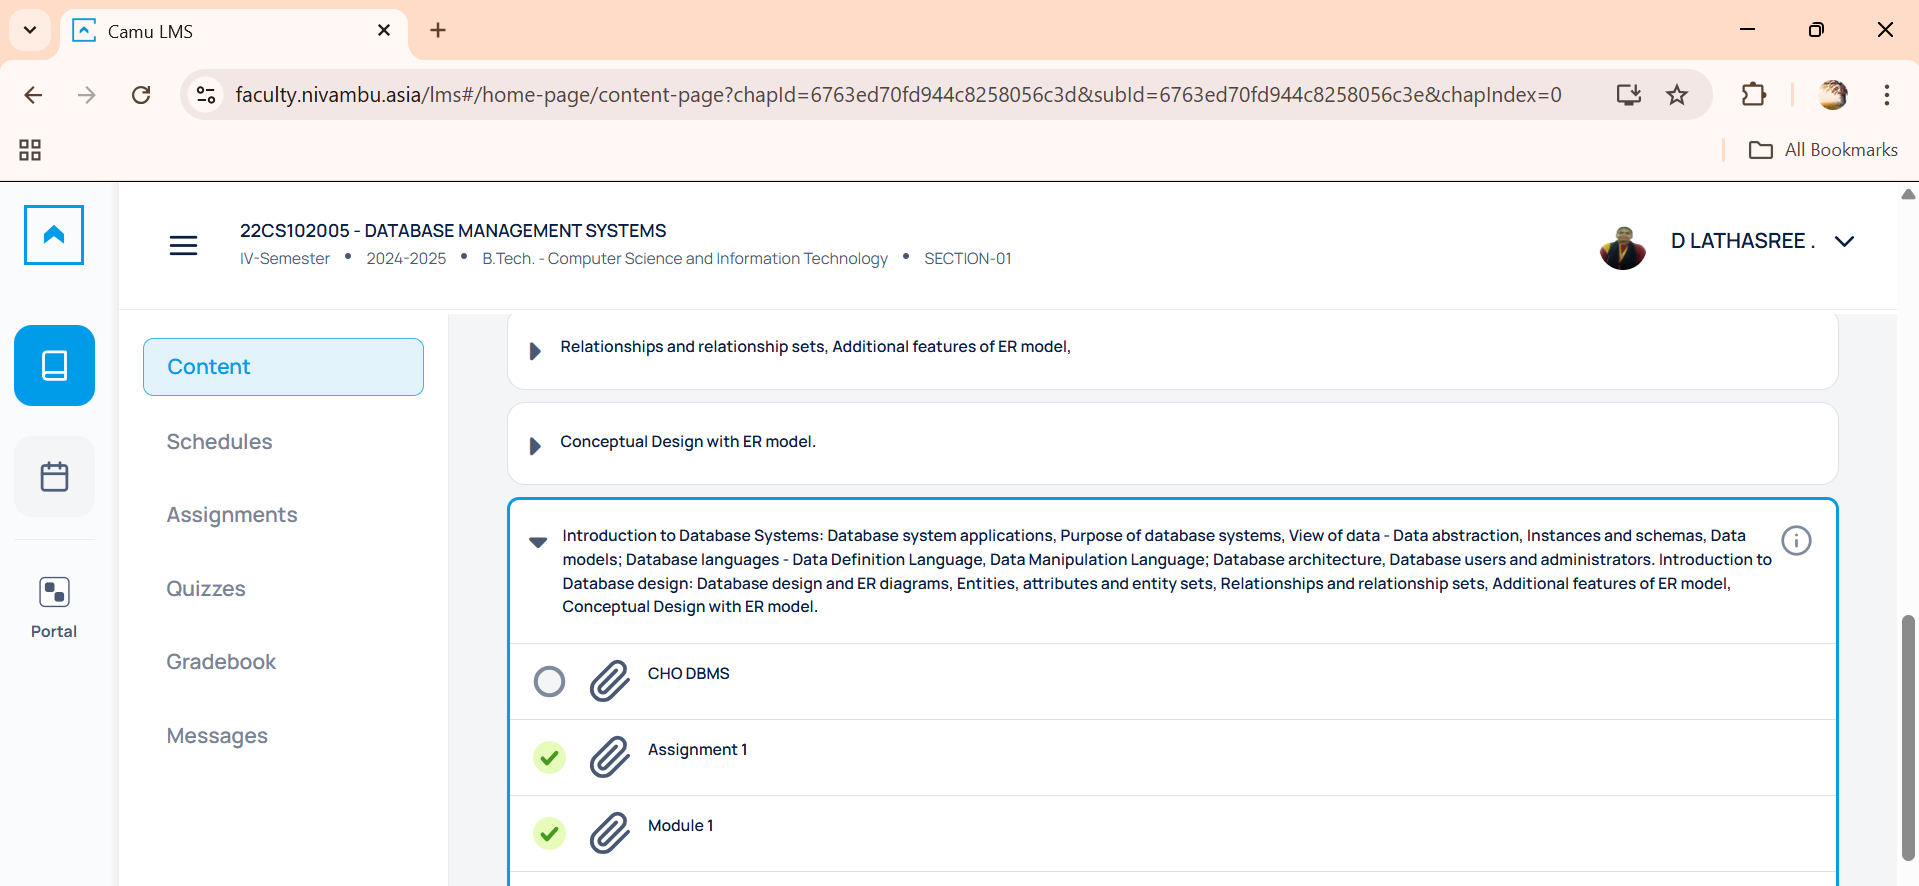 Camu LMS
faculty.nivambu.asia/lms#/home-page/content-page?chapId=6763ed70fd944c8258056c3d&subId=6763ed70fd944c8258056c3e&chapIndex=0
All Bookmarks
22CS102005 - DATABASE MANAGEMENT SYSTEMS
IV-Semester • 2024-2025 • B.Tech. - Computer Science and Information Technology • SECTION-01
D LATHASREE .
Portal
Content
Schedules
Assignments
Quizzes
Gradebook
Messages
Relationships and relationship sets, Additional features of ER model,
Conceptual Design with ER model.
Introduction to Database Systems: Database system applications, Purpose of database systems, View of data - Data abstraction, Instances and schemas, Data
models; Database languages - Data Definition Language, Data Manipulation Language; Database architecture, Database users and administrators. Introduction to
Database design: Database design and ER diagrams, Entities, attributes and entity sets, Relationships and relationship sets, Additional features of ER model,
Conceptual Design with ER model.
CHO DBMS
Assignment 1
Module 1